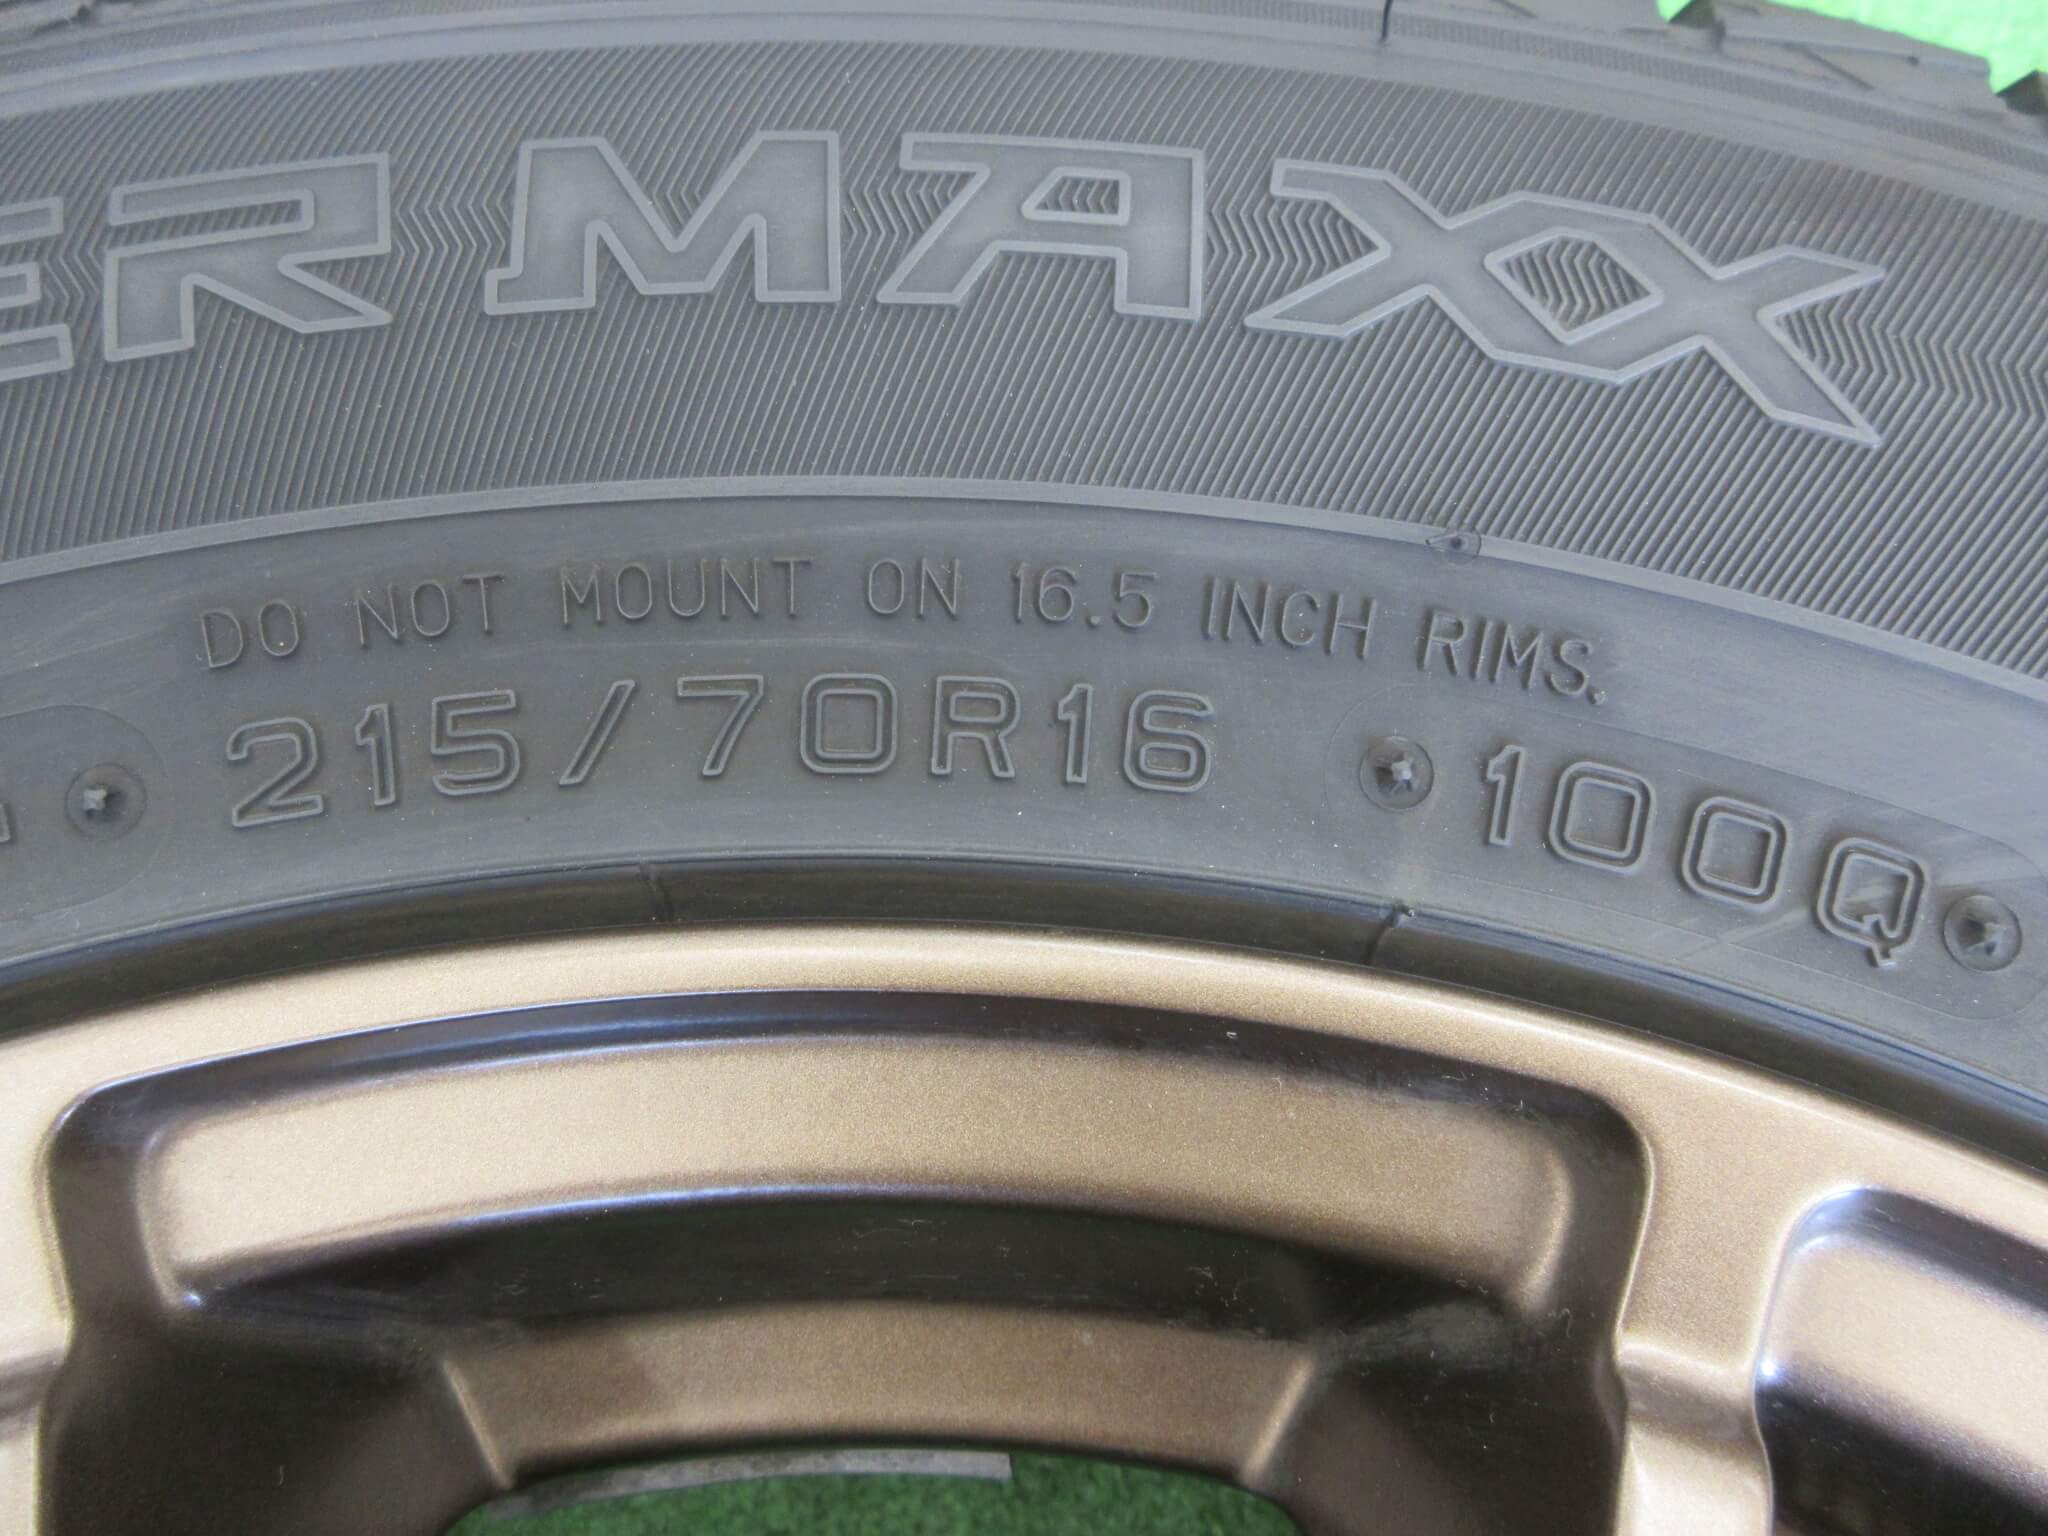 ER MAXX
DO NOT MOUNT ON 16.5 INCH RIMS.
215/70R16 100Q